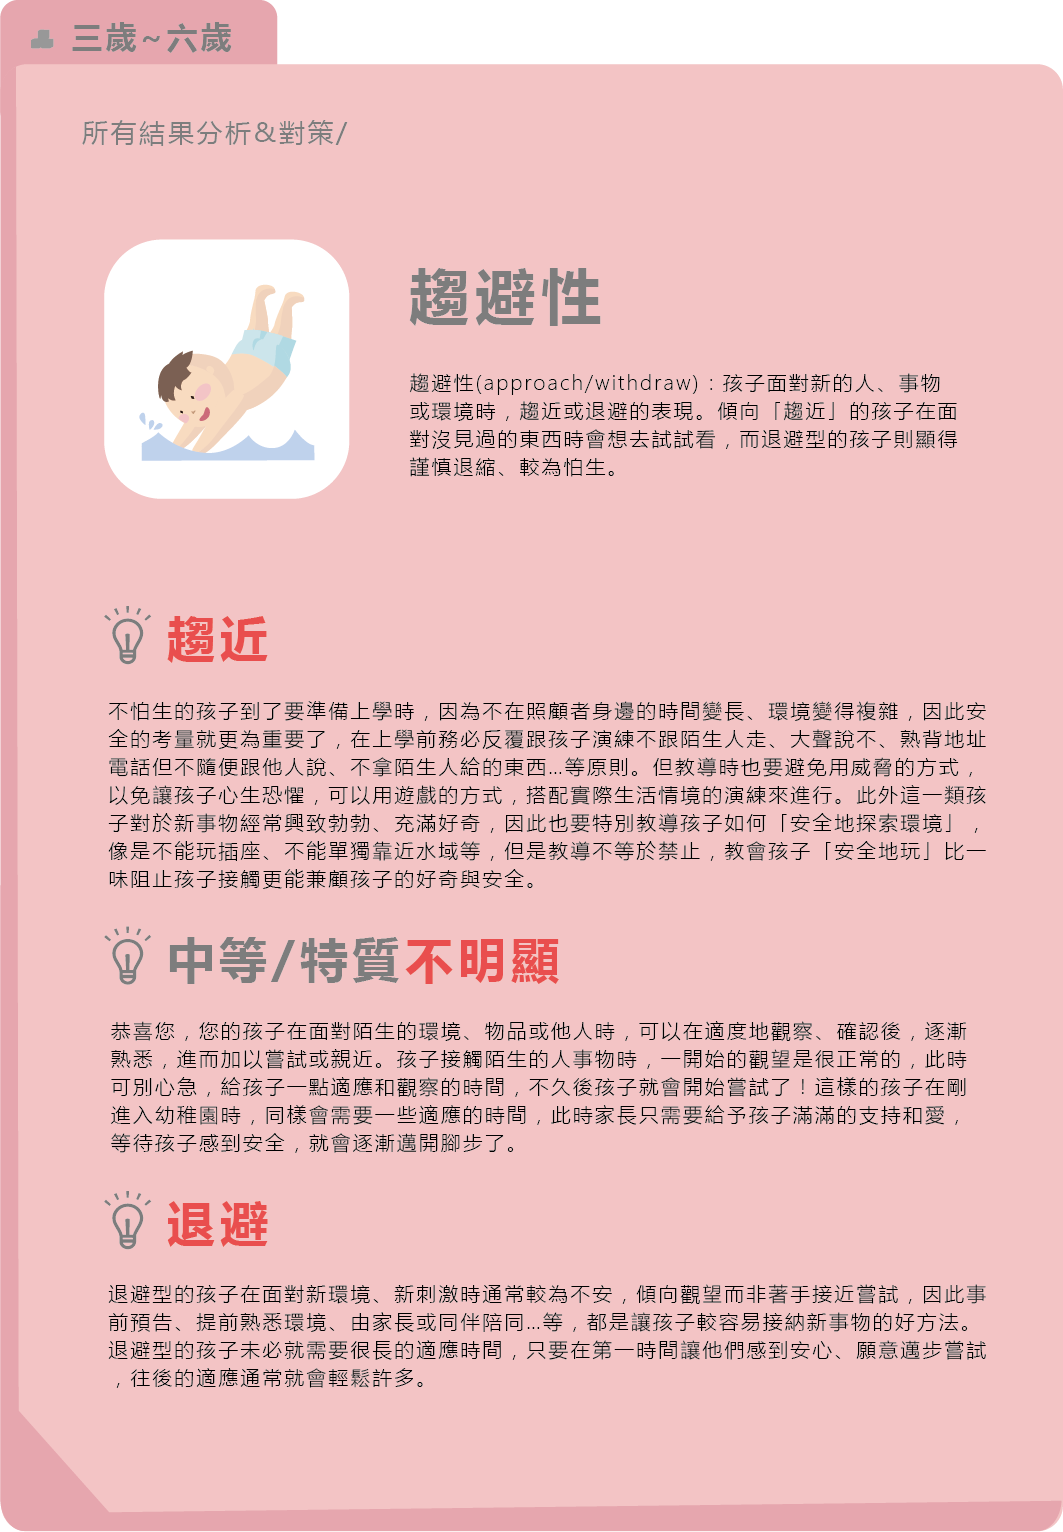 三歲~六歲
所有結果分析&對策/
趨避性
趨避性(approach/withdraw)：孩子面對新的人、事物
或環境時，趨近或退避的表現。傾向「趨近」的孩子在面
對沒見過的東西時會想去試試看，而退避型的孩子則顯得
謹慎退縮、較為怕生。
趨近
不怕生的孩子到了要準備上學時，因為不在照顧者身邊的時間變長、環境變得複雜，因此安
全的考量就更為重要了，在上學前務必反覆跟孩子演練不跟陌生人走、大聲說不、熟背地址
電話但不隨便跟他人說、不拿陌生人給的東西...等原則。但教導時也要避免用威脅的方式，
以免讓孩子心生恐懼，可以用遊戲的方式，搭配實際生活情境的演練來進行。此外這一類孩
子對於新事物經常興致勃勃、充滿好奇，因此也要特別教導孩子如何「安全地探索環境」，
像是不能玩插座、不能單獨靠近水域等，但是教導不等於禁止，教會孩子「安全地玩」比一
味阻止孩子接觸更能兼顧孩子的好奇與安全。
中等/特質不明顯
恭喜您，您的孩子在面對陌生的環境、物品或他人時，可以在適度地觀察、確認後，逐漸
熟悉，進而加以嘗試或親近。孩子接觸陌生的人事物時，一開始的觀望是很正常的，此時
可別心急，給孩子一點適應和觀察的時間，不久後孩子就會開始嘗試了！這樣的孩子在剛
進入幼稚園時，同樣會需要一些適應的時間，此時家長只需要給予孩子滿滿的支持和愛，
等待孩子感到安全，就會逐漸邁開腳步了。
退避
退避型的孩子在面對新環境、新刺激時通常較為不安，傾向觀望而非著手接近嘗試，因此事
前預告、提前熟悉環境、由家長或同伴陪同...等，都是讓孩子較容易接納新事物的好方法。
退避型的孩子未必就需要很長的適應時間，只要在第一時間讓他們感到安心、願意邁步嘗試
，往後的適應通常就會輕鬆許多。